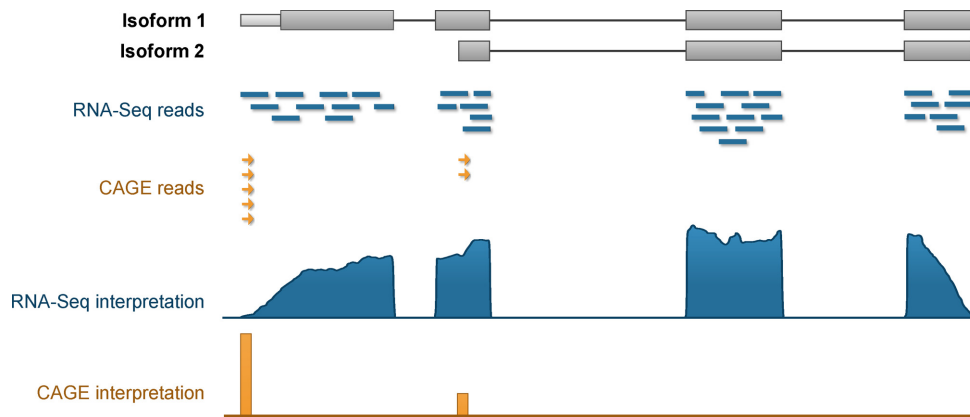 Isoform 1
Isoform 2
RNA-Seq reads
CAGE reads
RNA-Seq interpretation
CAGE interpretation